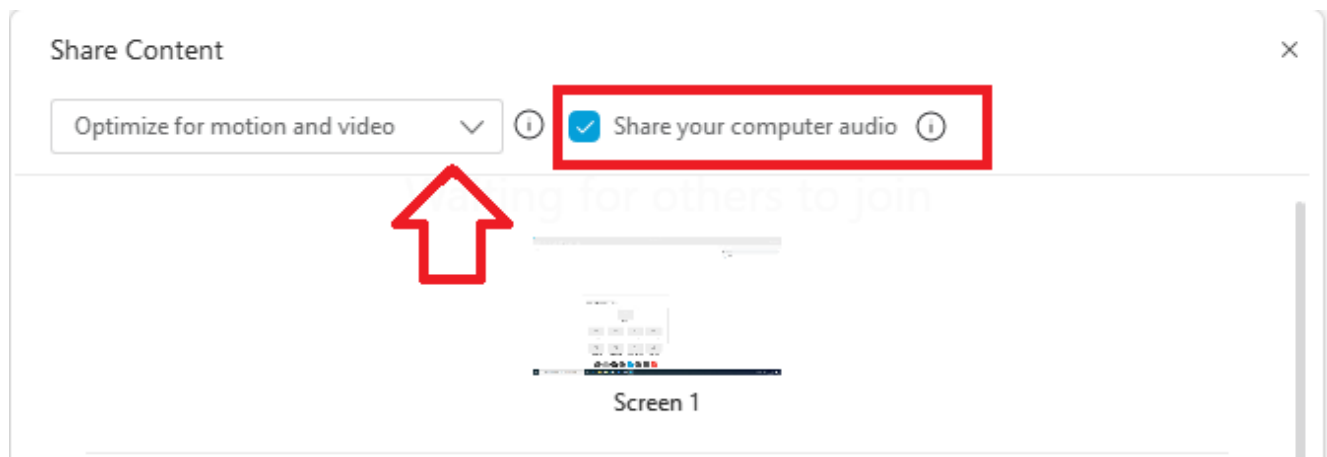 Share Content
Optimize for motion and video
Share your computer audio
Waiting for others to join
Screen 1